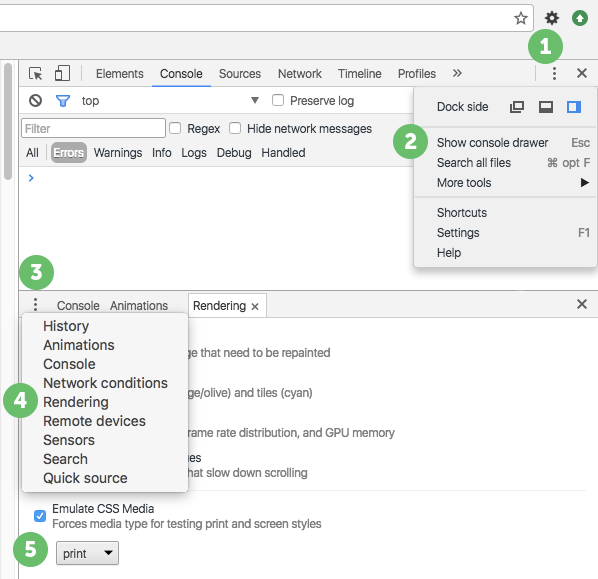 1
Elements Console Sources Network Timeline Profiles »
top Preserve log
Dock side
Filter Regex Hide network messages
2
Show console drawer Esc
All Errors Warnings Info Logs Debug Handled
Search all files ⌘ opt F
More tools
Shortcuts
Settings F1
Help
3
Console Animations Rendering ×
History
Animations
ge that need to be repainted
Console
Network conditions
ge/olive) and tiles (cyan)
4
Rendering
Remote devices
rame rate distribution, and GPU memory
Sensors
Search
es
hat slow down scrolling
Quick source
Emulate CSS Media
Forces media type for testing print and screen styles
5
print